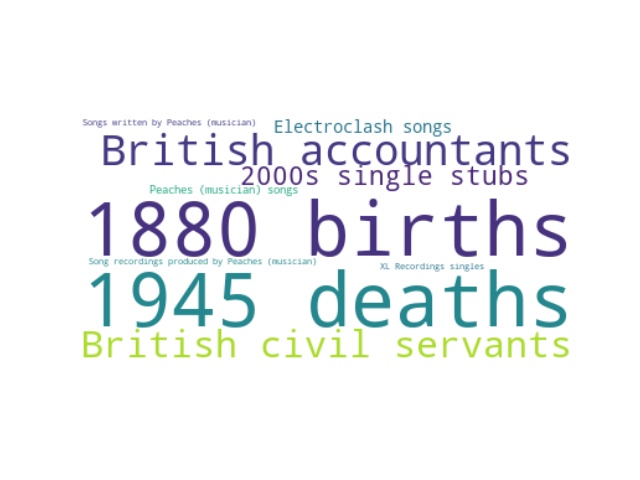 Songs written by Peaches (musician)
Electroclash songs
British accountants
2000s single stubs
Peaches (musician) songs
1880 births
Song recordings produced by Peaches (musician)
XL Recordings singles
1945 deaths
British civil servants